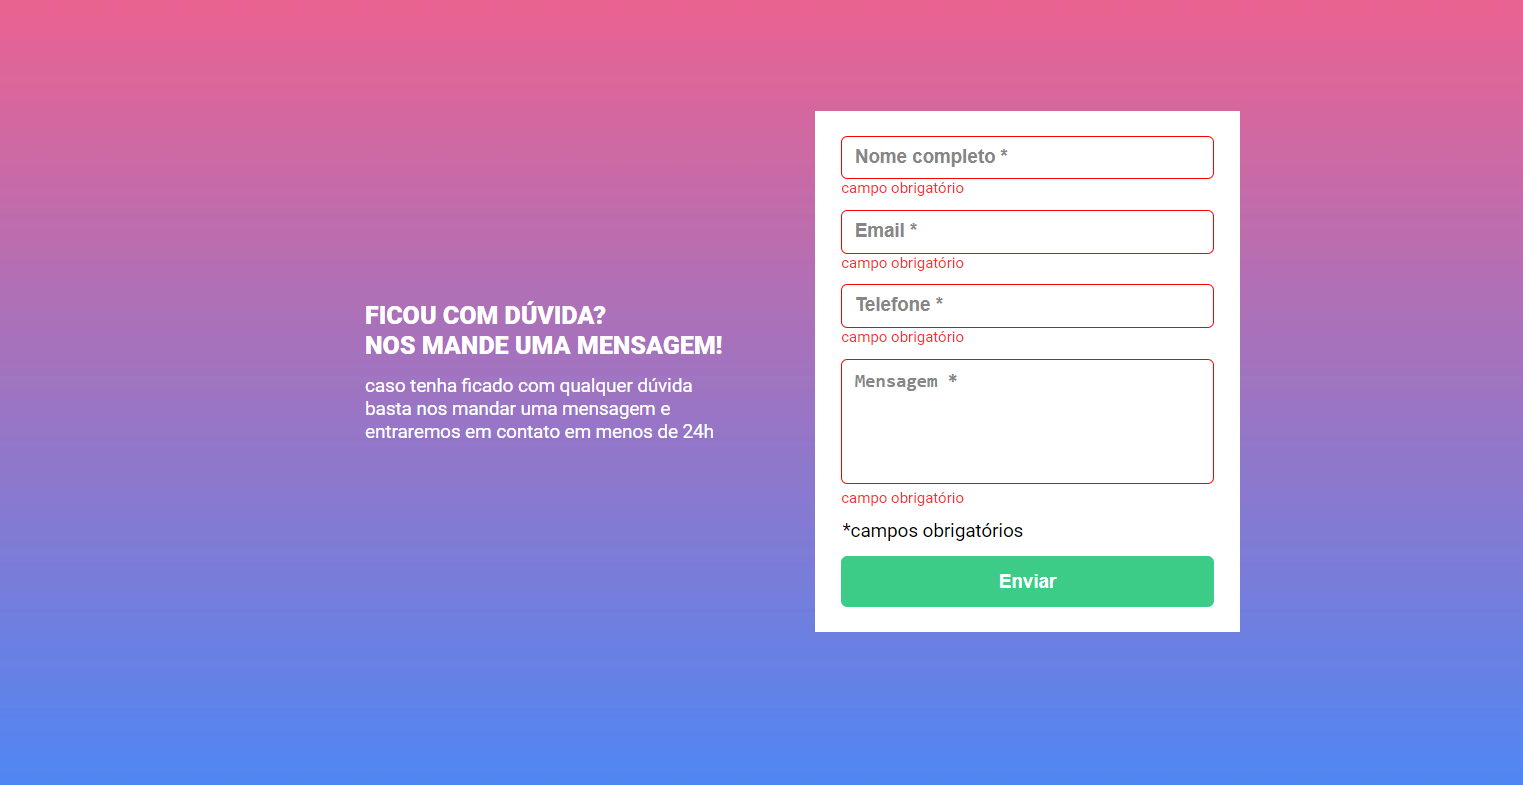 FICOU COM DÚVIDA?
NOS MANDE UMA MENSAGEM!
caso tenha ficado com qualquer dúvida
basta nos mandar uma mensagem e
entraremos em contato em menos de 24h
Nome completo *
campo obrigatório
Email *
campo obrigatório
Telefone *
campo obrigatório
Mensagem *
campo obrigatório
*campos obrigatórios
Enviar